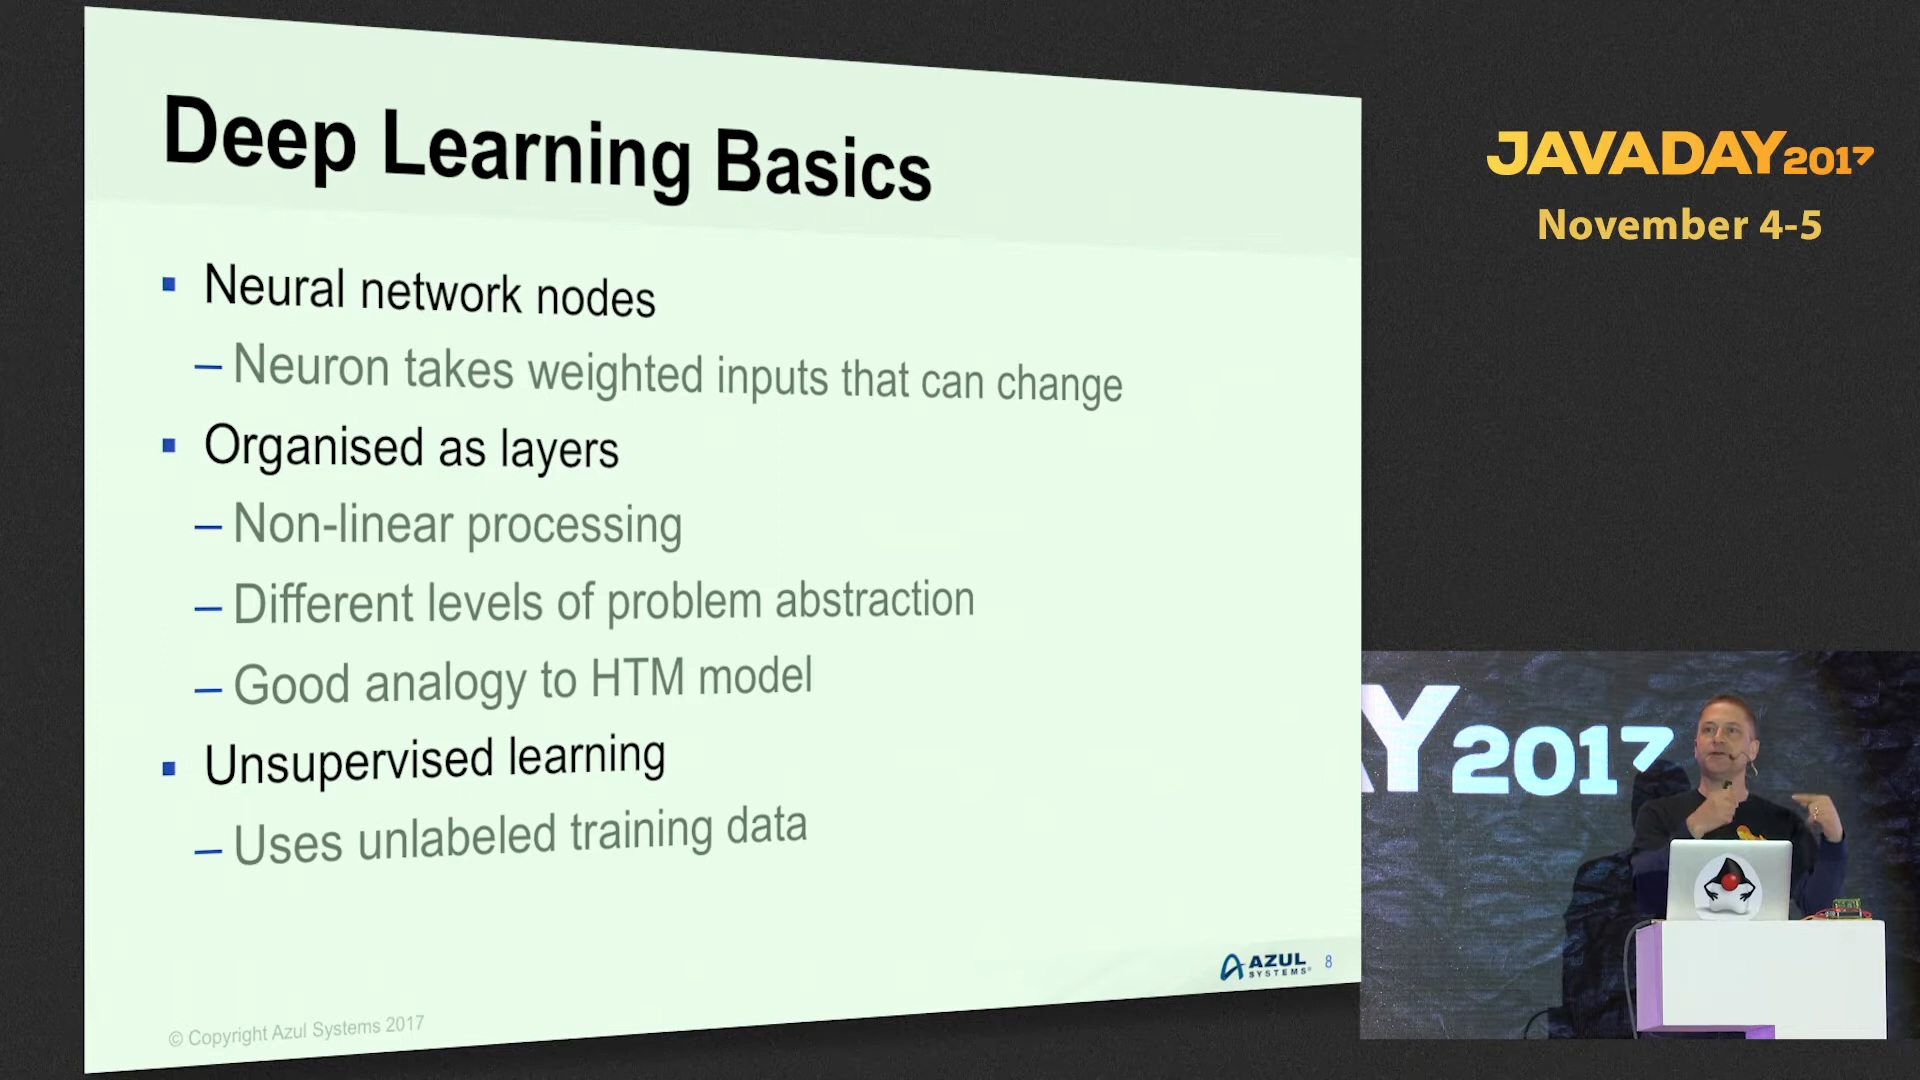 Deep Learning Basics
Neural network nodes
– Neuron takes weighted inputs that can change
Organised as layers
– Non-linear processing
– Different levels of problem abstraction
– Good analogy to HTM model
Unsupervised learning
– Uses unlabeled training data
AZUL
SYSTEMS®
8
© Copyright Azul Systems 2017
JAVADAY2017
November 4-5
AY2017